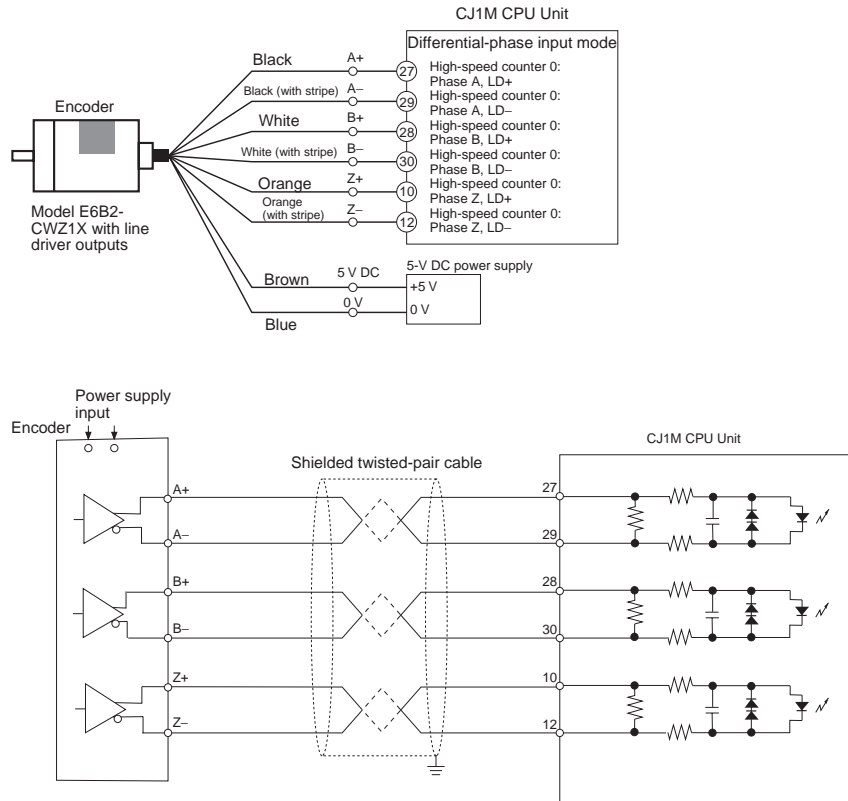 CJ1M CPU Unit
Differential-phase input mode
Black A+ 27 High-speed counter 0:
Phase A, LD+
Black (with stripe) A− 29 High-speed counter 0:
Phase A, LD−
Encoder
White B+ 28 High-speed counter 0:
Phase B, LD+
White (with stripe) B− 30 High-speed counter 0:
Phase B, LD−
Orange Z+ 10 High-speed counter 0:
Phase Z, LD+
Orange
(with stripe) Z− 12 High-speed counter 0:
Phase Z, LD−
Model E6B2-
CWZ1X with line
driver outputs
5-V DC power supply
Brown 5 V DC +5 V
Blue 0 V 0 V
Power supply
input
Encoder
CJ1M CPU Unit
Shielded twisted-pair cable
A+ 27
A− 29
B+ 28
B− 30
Z+ 10
Z− 12